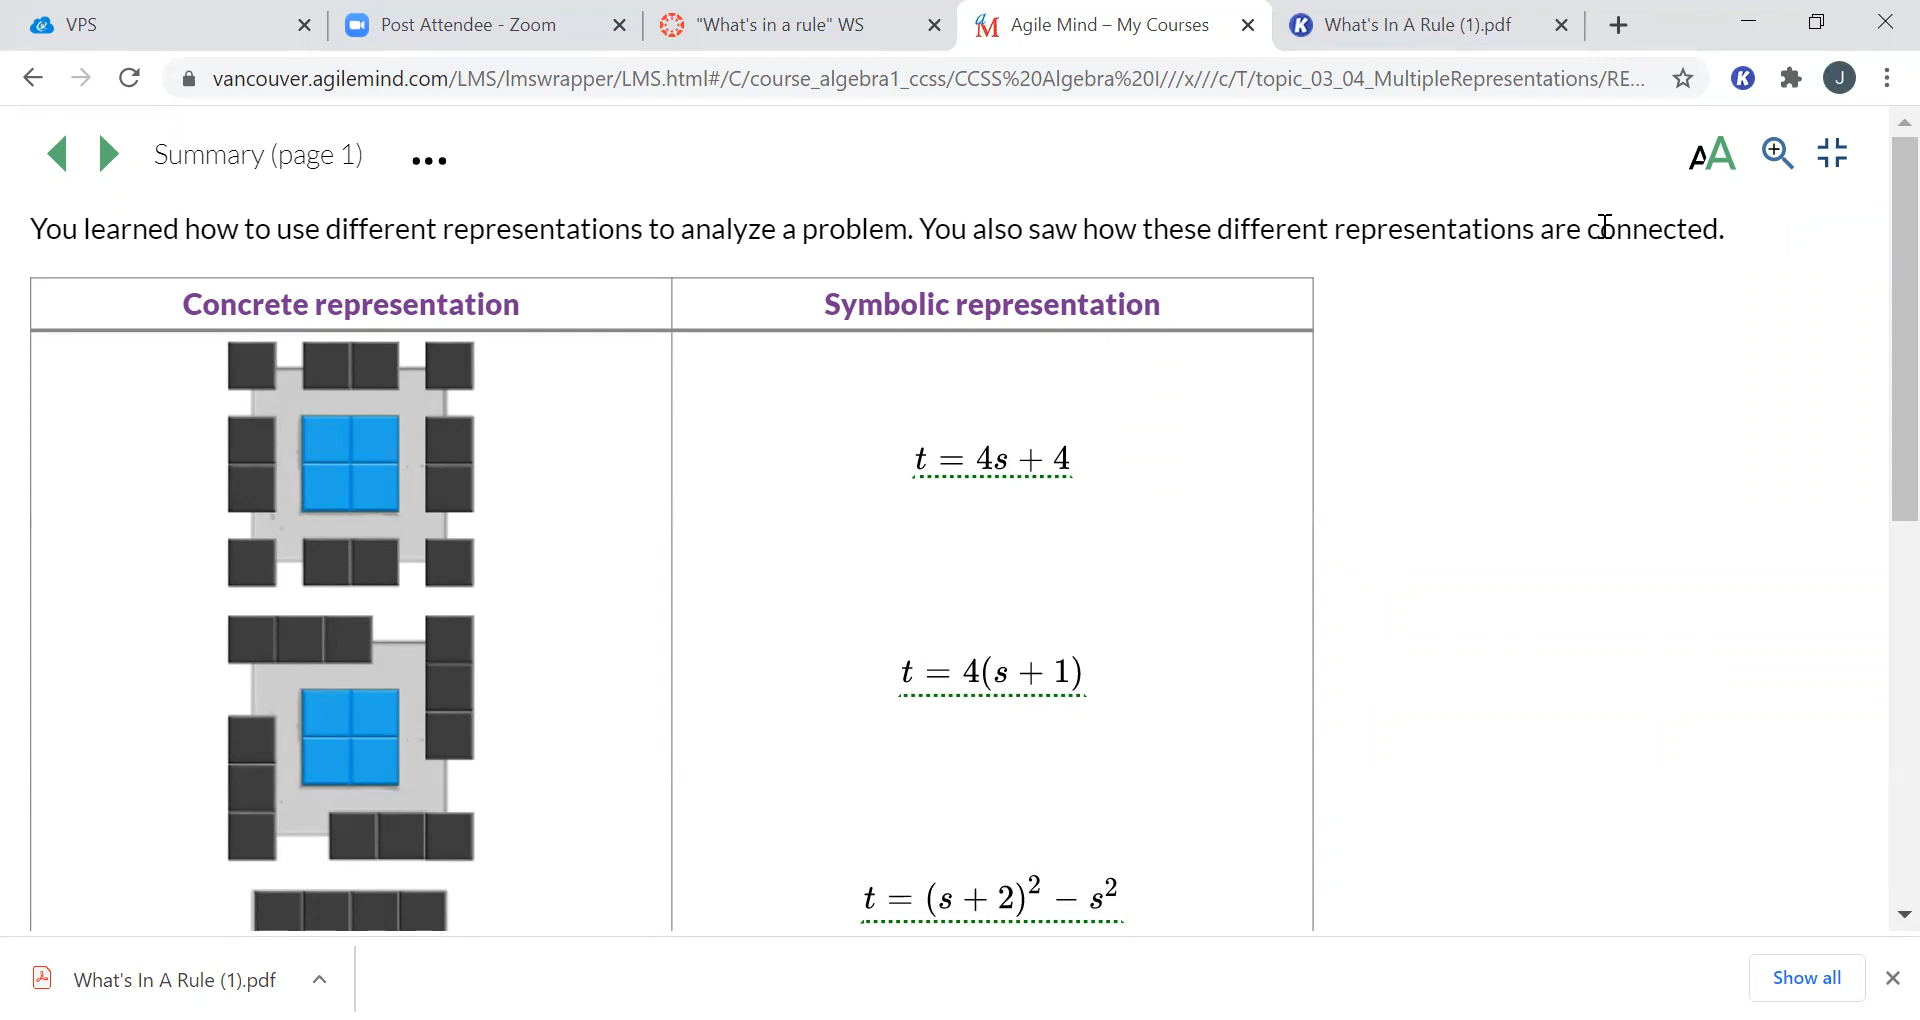 VPS
Post Attendee - Zoom
"What's in a rule" WS
Agile Mind – My Courses
What's In A Rule (1).pdf
vancouver.agilemind.com/LMS/lmswrapper/LMS.html#/C/course_algebra1_ccss/CCSS%20Algebra%20I///x///c/T/topic_03_04_MultipleRepresentations/RE...
J
Summary (page 1)
AA
You learned how to use different representations to analyze a problem. You also saw how these different representations are connected.
Concrete representation Symbolic representation
t = 4s + 4
t = 4(s + 1)
t = (s + 2)² − s²
What's In A Rule (1).pdf
Show all